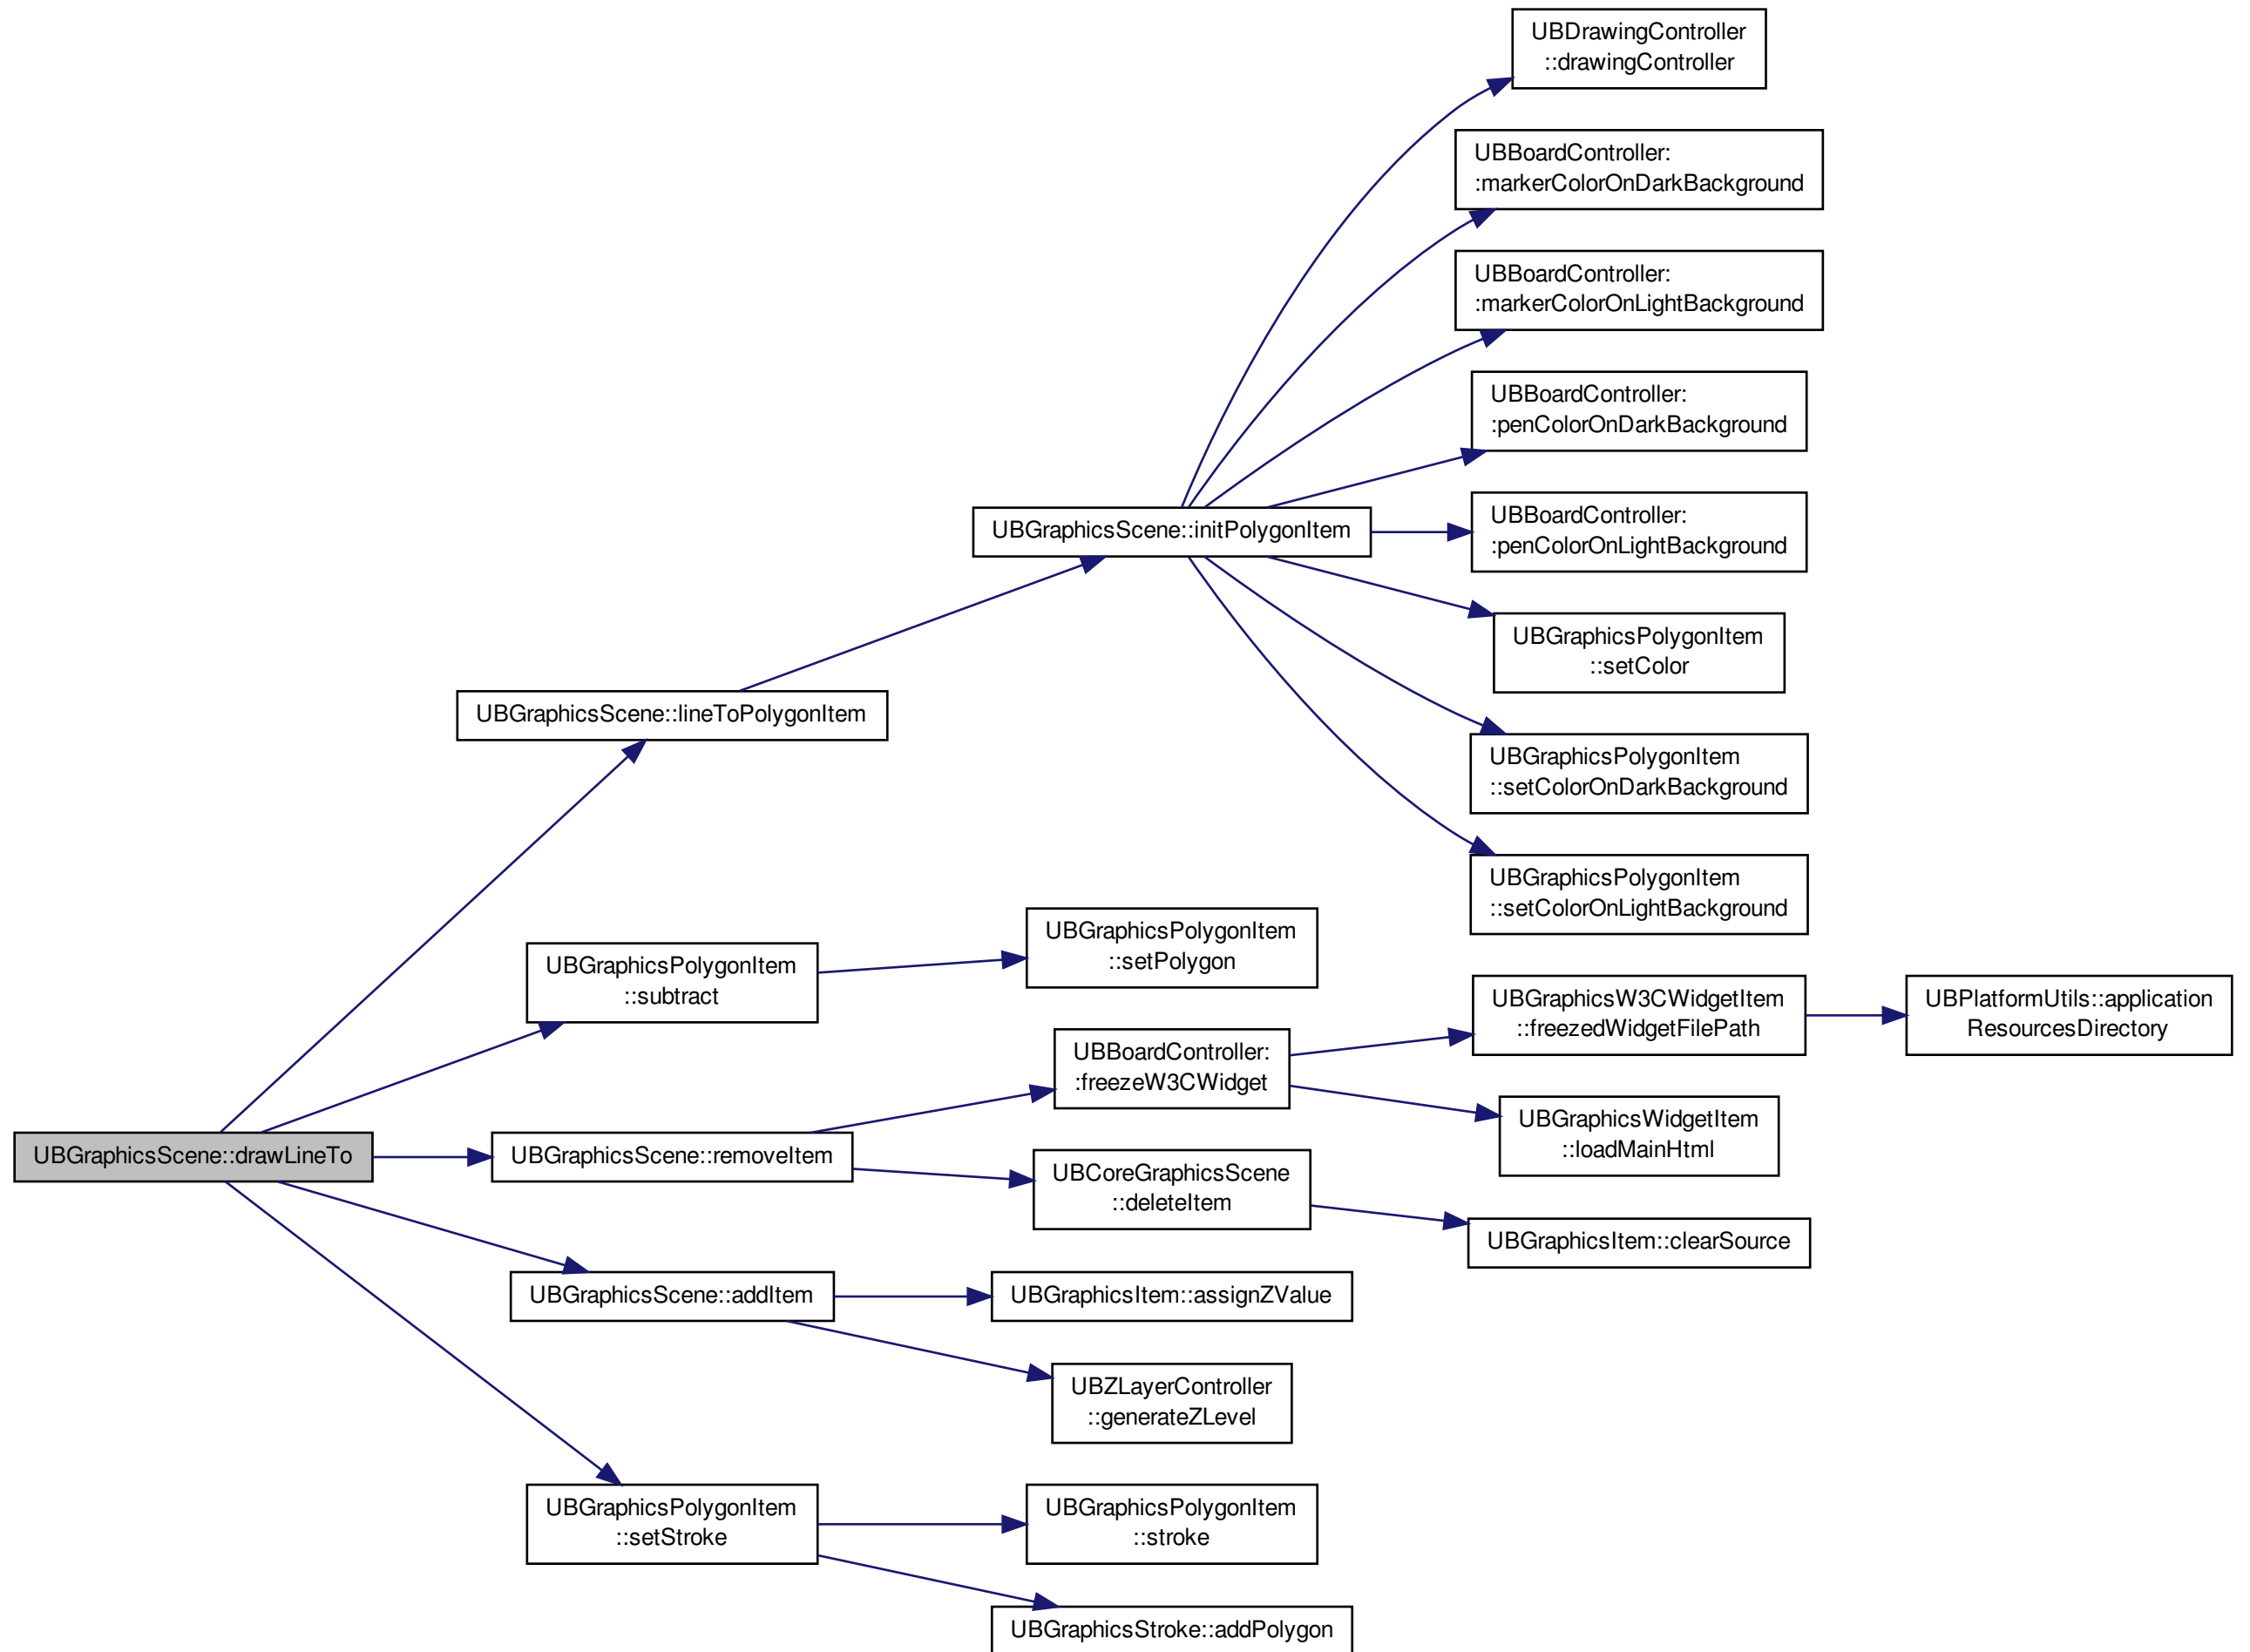 UBDrawingController
::drawingController
UBBoardController:
:markerColorOnDarkBackground
UBBoardController:
:markerColorOnLightBackground
UBBoardController:
:penColorOnDarkBackground
UBGraphicsScene::initPolygonItem
UBBoardController:
:penColorOnLightBackground
UBGraphicsPolygonItem
::setColor
UBGraphicsScene::lineToPolygonItem
UBGraphicsPolygonItem
::setColorOnDarkBackground
UBGraphicsPolygonItem
::setColorOnLightBackground
UBGraphicsPolygonItem
::subtract
UBGraphicsPolygonItem
::setPolygon
UBGraphicsW3CWidgetItem
::freezedWidgetFilePath
UBPlatformUtils::application
ResourcesDirectory
UBBoardController:
:freezeW3CWidget
UBGraphicsWidgetItem
::loadMainHtml
UBGraphicsScene::drawLineTo
UBGraphicsScene::removeItem
UBCoreGraphicsScene
::deleteItem
UBGraphicsItem::clearSource
UBGraphicsScene::addItem
UBGraphicsItem::assignZValue
UBZLayerController
::generateZLevel
UBGraphicsPolygonItem
::setStroke
UBGraphicsPolygonItem
::stroke
UBGraphicsStroke::addPolygon